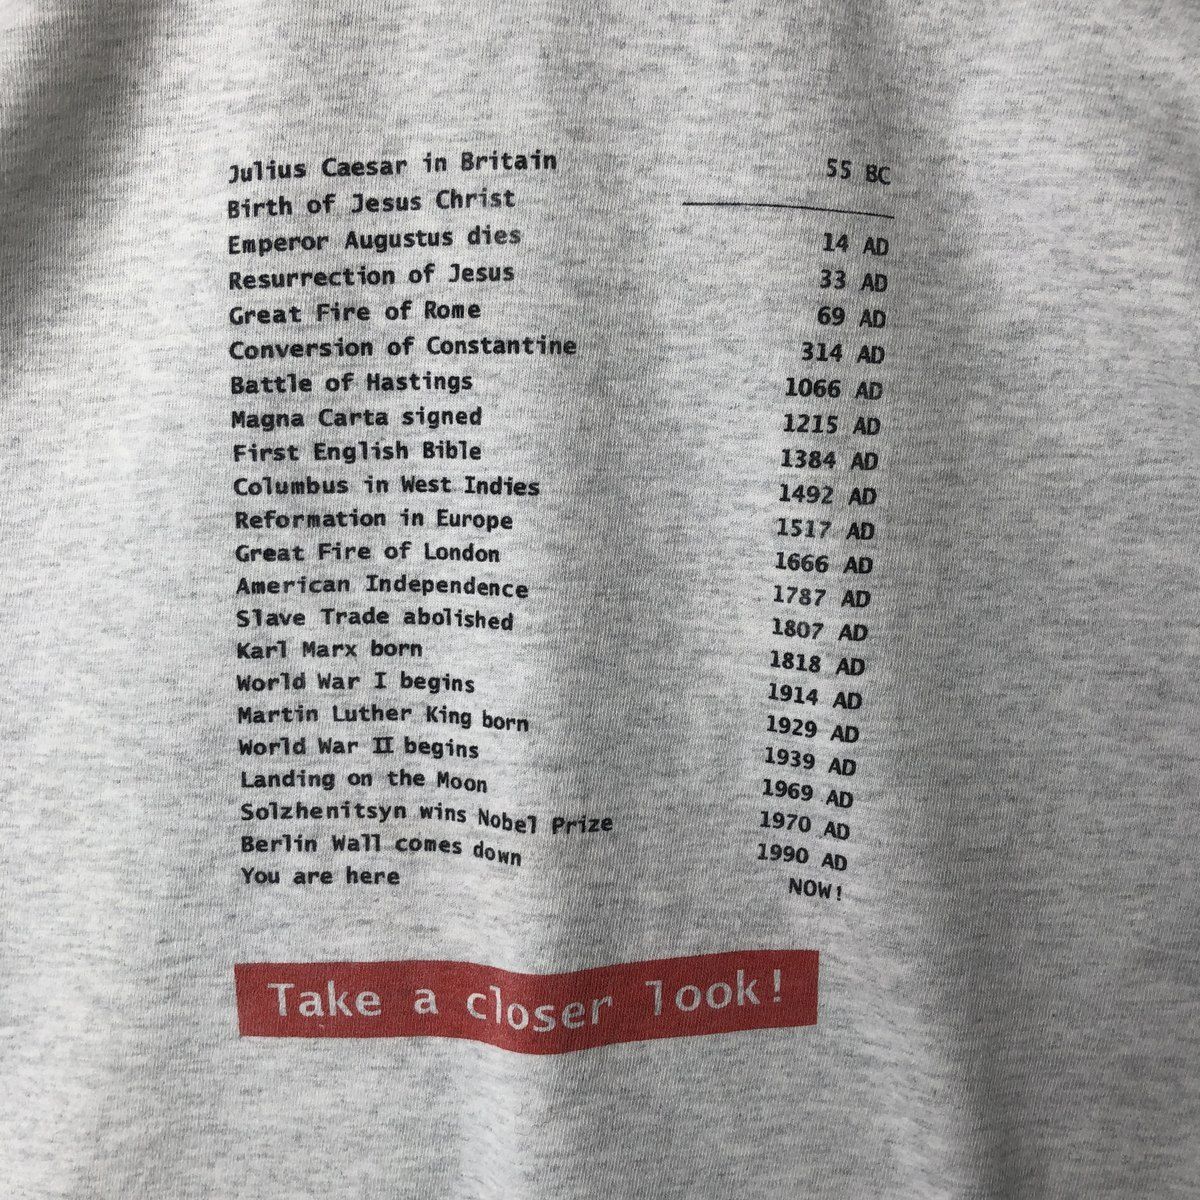 Julius Caesar in Britain 55 BC
Birth of Jesus Christ
Emperor Augustus dies 14 AD
Resurrection of Jesus 33 AD
Great Fire of Rome 69 AD
Conversion of Constantine 314 AD
Battle of Hastings 1066 AD
Magna Carta signed 1215 AD
First English Bible 1384 AD
Columbus in West Indies 1492 AD
Reformation in Europe 1517 AD
Great Fire of London 1666 AD
American Independence 1787 AD
Slave Trade abolished 1807 AD
Karl Marx born 1818 AD
World War I begins 1914 AD
Martin Luther King born 1929 AD
World War II begins 1939 AD
Landing on the Moon 1969 AD
Solzhenitsyn wins Nobel Prize 1970 AD
Berlin Wall comes down 1990 AD
You are here NOW!
Take a closer look!